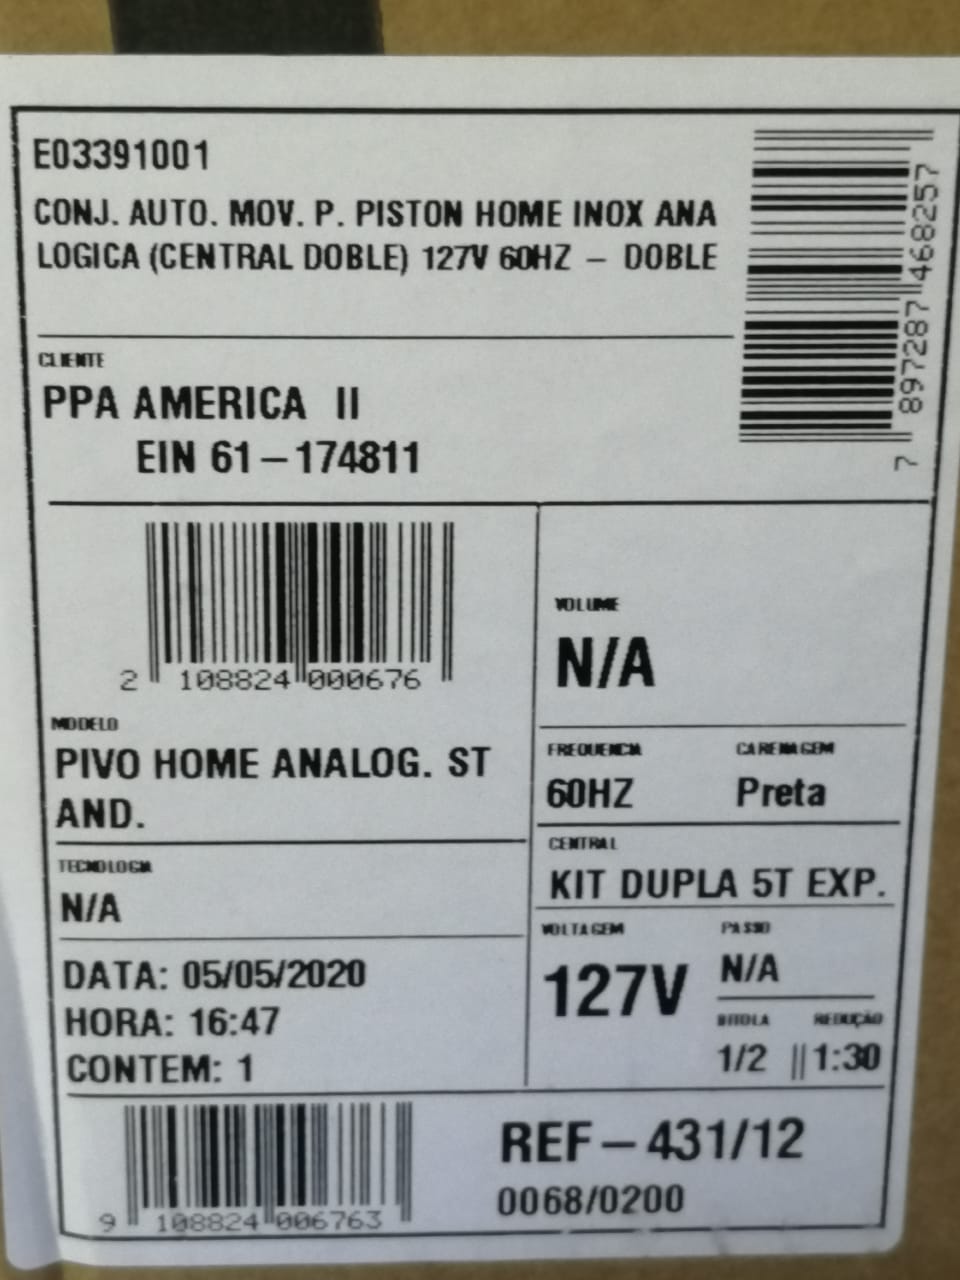 E03391001
CONJ. AUTO. MOV. P. PISTON HOME INOX ANA
LOGICA (CENTRAL DOBLE) 127V 60HZ - DOBLE
7 897287 468257
CLIENTE
PPA AMERICA II
EIN 61-174811
2 108824 000676
MODELO
PIVO HOME ANALOG. ST
AND.
TECNOLOGIA
N/A
DATA: 05/05/2020
HORA: 16:47
CONTEM: 1
VOLUME
N/A
FREQUENCIA CARENAGEM
60HZ Preta
CENTRAL
KIT DUPLA 5T EXP.
VOLTAGEM PASSO
127V N/A
BITOLA REDUÇÃO
1/2 || 1:30
9 108824 006763
REF-431/12
0068/0200